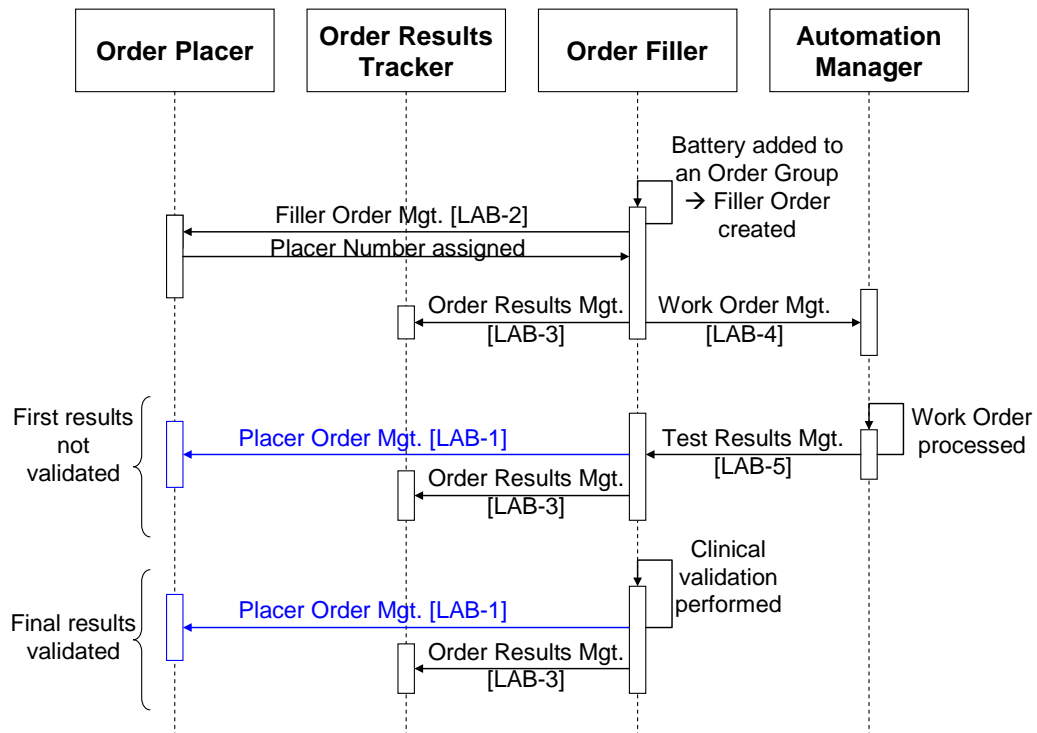 Order Placer
Order Results
Tracker
Order Filler
Automation
Manager
Battery added to
an Order Group
→ Filler Order
created
Filler Order Mgt. [LAB-2]
Placer Number assigned
Order Results Mgt.
[LAB-3]
Work Order Mgt.
[LAB-4]
First results
not
validated
Placer Order Mgt. [LAB-1]
Test Results Mgt.
[LAB-5]
Work Order
processed
Order Results Mgt.
[LAB-3]
Clinical
validation
performed
Final results
validated
Placer Order Mgt. [LAB-1]
Order Results Mgt.
[LAB-3]